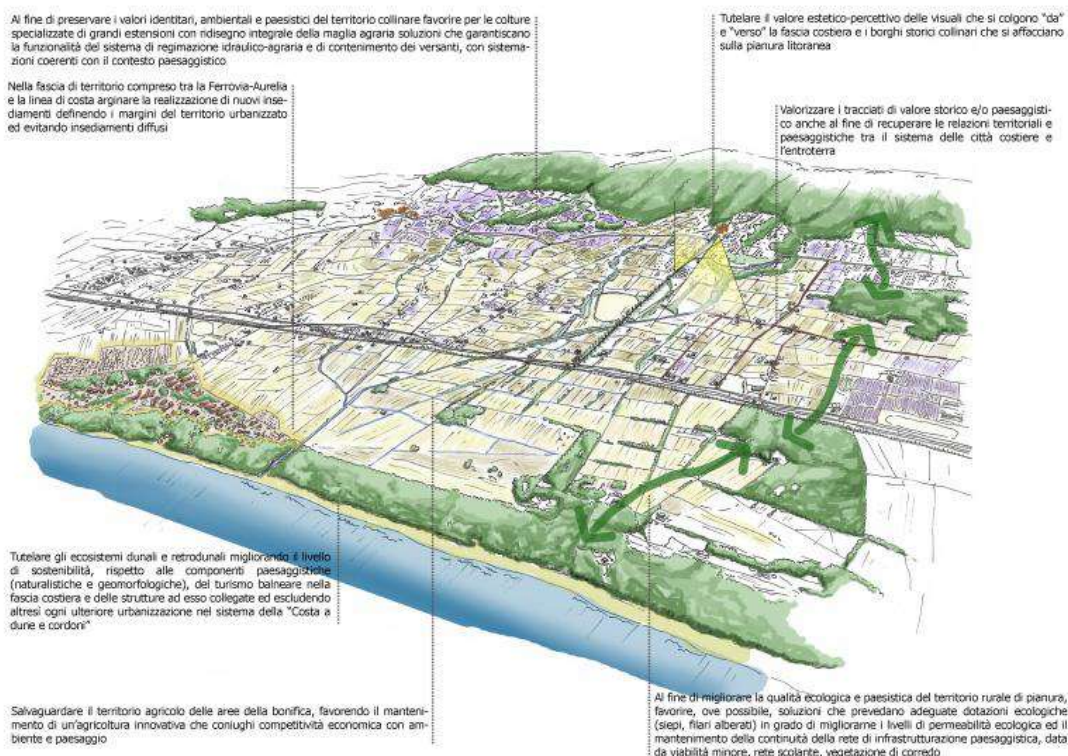 Al fine di preservare i valori identitari, ambientali e paesistici del territorio collinare favorire per le colture
specializzate di grandi estensioni con ridisegno integrale della maglia agraria soluzioni che garantiscano
la funzionalità del sistema di regimazione idraulico-agraria e di contenimento dei versanti, con sistema-
zioni coerenti con il contesto paesaggistico
Nella fascia di territorio compreso tra la Ferrovia-Aurelia
e la linea di costa arginare la realizzazione di nuovi inse-
diamenti definendo i margini del territorio urbanizzato
ed evitando insediamenti diffusi
Tutelare il valore estetico-percettivo delle visuali che si colgono "da"
e "verso" la fascia costiera e i borghi storici collinari che si affacciano
sulla pianura litoranea
Valorizzare i tracciati di valore storico e/o paesaggisti-
co anche al fine di recuperare le relazioni territoriali e
paesaggistiche tra il sistema delle città costiere e
l'entroterra
Tutelare gli ecosistemi dunali e retrodunali migliorando il livello
di sostenibilità, rispetto alle componenti paesaggistiche
(naturalistiche e geomorfologiche), del turismo balneare nella
fascia costiera e delle strutture ad esso collegate ed escludendo
altresì ogni ulteriore urbanizzazione nel sistema della "Costa a
dune e cordoni"
Salvaguardare il territorio agricolo delle aree della bonifica, favorendo il manteni-
mento di un'agricoltura innovativa che coniughi competitività economica con am-
biente e paesaggio
Al fine di migliorare la qualità ecologica e paesistica del territorio rurale di pianura,
favorire, ove possibile, soluzioni che prevedano adeguate dotazioni ecologiche
(siepi, filari alberati) in grado di migliorarne i livelli di permeabilità ecologica ed il
mantenimento della continuità della rete di infrastrutturazione paesaggistica, data
da viabilità minore, rete scolante, vegetazione di corredo